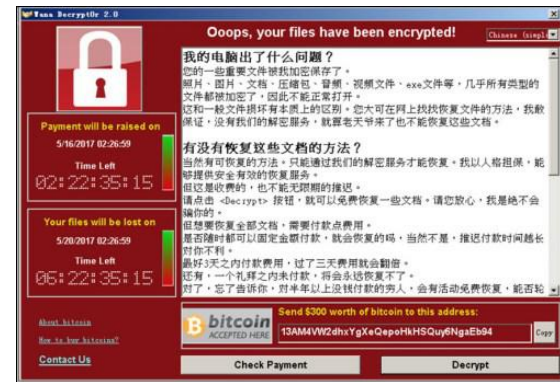 Wana Decrypt0r 2.0
Ooops, your files have been encrypted!
Chinese (simpl
我的电脑出了什么问题？
您的一些重要文件被我加密保存了。
照片、图片、文档、压缩包、音频、视频文件、exe文件等，几乎所有类型的
文件都被加密了，因此不能正常打开。
这和一般文件损坏有本质上的区别。您大可在网上找找恢复文件的方法，我敢
保证，没有我们的解密服务，就算老天爷来了也不能恢复这些文档。
有没有恢复这些文档的方法？
当然有可恢复的方法。只能通过我们的解密服务才能恢复。我以人格担保，能
够提供安全有效的恢复服务。
但这是收费的，也不能无限期的推迟。
请点击 <Decrypt> 按钮，就可以免费恢复一些文档。请您放心，我是绝不会
骗你的。
但想要恢复全部文档，需要付款点费用。
是否随时都可以固定金额付款，就会恢复的吗，当然不是，推迟付款时间越长
对你不利。
最好3天之内付款费用，过了三天费用就会翻倍。
还有，一个礼拜之内未付款，将会永远恢复不了。
对了，忘了告诉你，对半年以上没钱付款的穷人，会有活动免费恢复，能否轮
Payment will be raised on
5/16/2017 02:26:59
Time Left
02:22:35:15
Your files will be lost on
5/20/2017 02:26:59
Time Left
06:22:35:15
About bitcoin
How to buy bitcoins?
Contact Us
bitcoin
ACCEPTED HERE
Send $300 worth of bitcoin to this address:
13AM4VW2dhxYgXeQepoHkHSQuy6NgaEb94
Copy
Check Payment
Decrypt